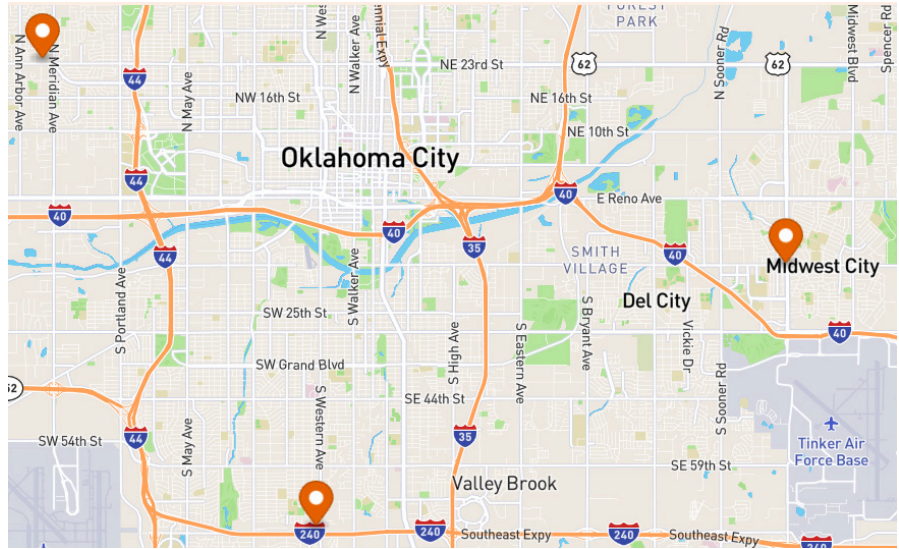 FOREST
PARK
N Ann Arbor Ave
N Meridian Ave
N May Ave
N Wes
N Walker Ave
ennial Expy
N Sooner Rd
Midwest Blvd
Spencer Rd
44
NE 23rd St
62
62
NW 16th St
NE 16th St
NE 10th St
Oklahoma City
44
40
E Reno Ave
40
40
35
44
40
SMITH
VILLAGE
Midwest City
S Portland Ave
S Walker Ave
Del City
SW 25th St
S High Ave
S Eastern Ave
S Bryant Ave
Vickie Dr
40
SW Grand Blvd
52
S Western Ave
SE 44th St
S Sooner Rd
44
SW 54th St
S May Ave
35
Tinker Air
Force Base
SE 59th St
Valley Brook
240
240
Southeast Expy
240
Southeast Expy
240